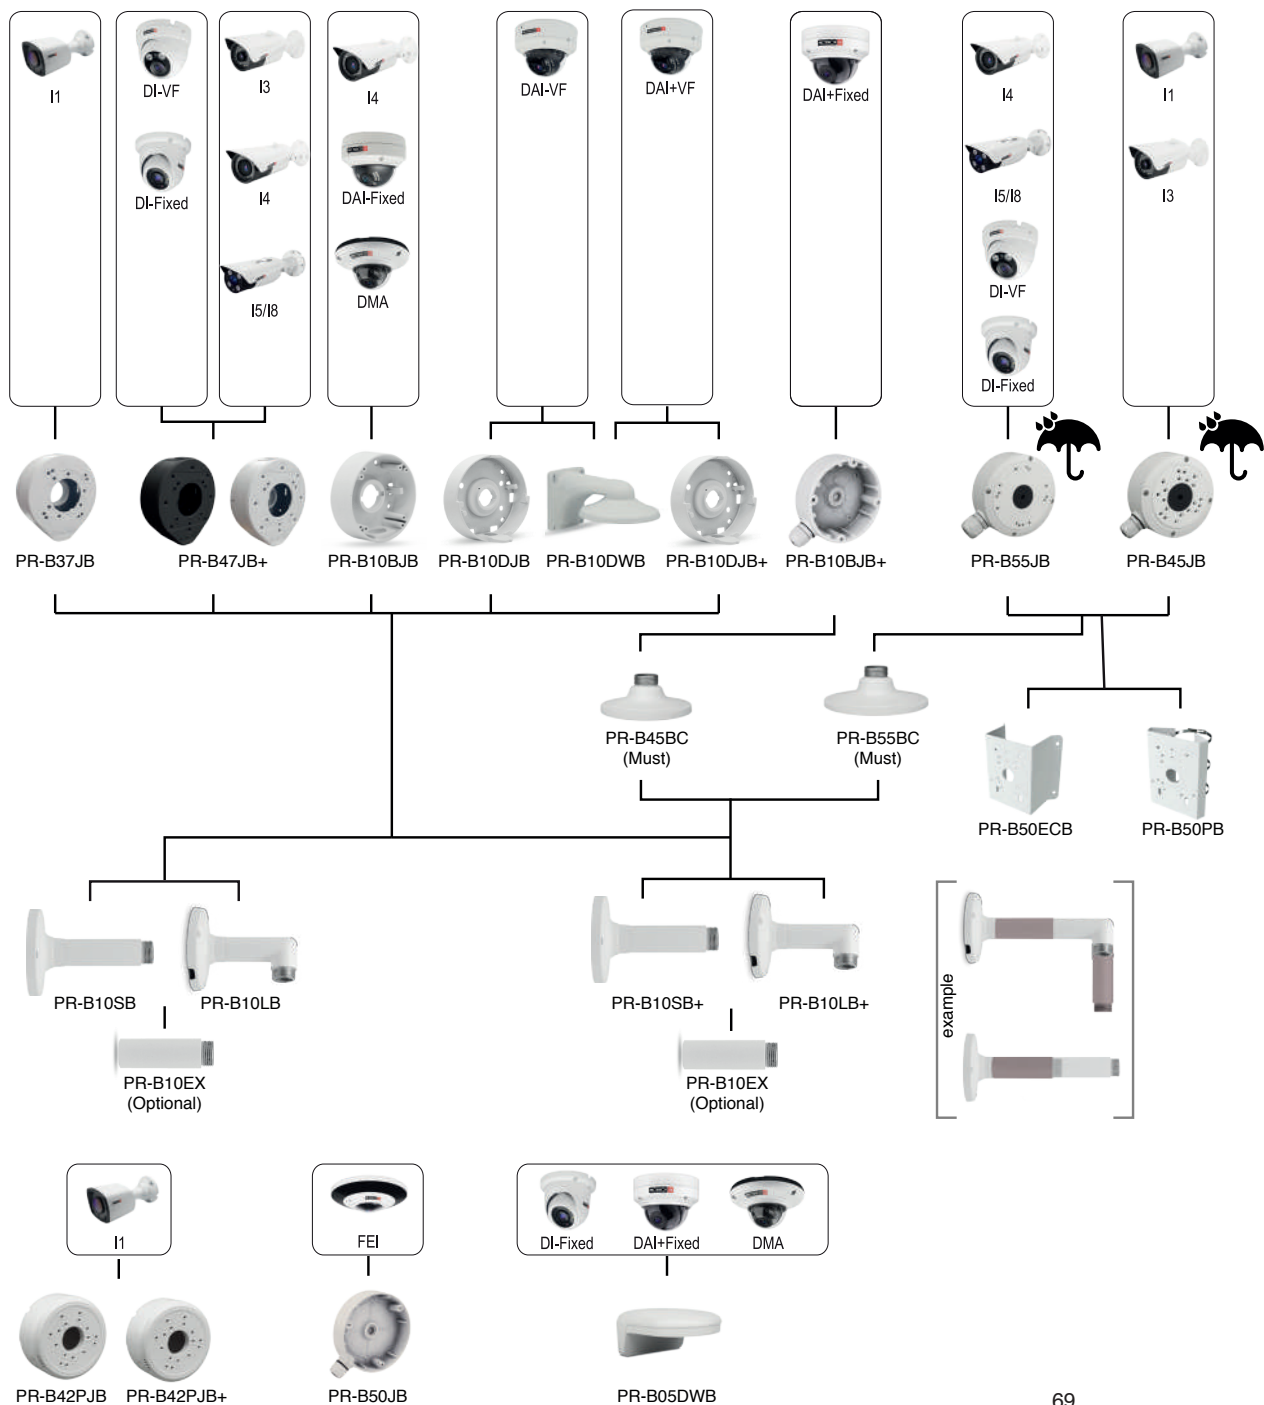 I1
DI-VF
I3
I4
DAI-VF
DAI+VF
DAI+Fixed
I4
I1
DI-Fixed
I4
DAI-Fixed
I5/I8
I3
I5/I8
DMA
DI-VF
DI-Fixed
PR-B37JB
PR-B47JB+
PR-B10BJB
PR-B10DJB
PR-B10DWB
PR-B10DJB+
PR-B10BJB+
PR-B55JB
PR-B45JB
PR-B45BC
(Must)
PR-B55BC
(Must)
PR-B50ECB
PR-B50PB
PR-B10SB
PR-B10LB
PR-B10SB+
PR-B10LB+
example
PR-B10EX
(Optional)
PR-B10EX
(Optional)
I1
FEI
DI-Fixed
DAI+Fixed
DMA
PR-B42PJB
PR-B42PJB+
PR-B50JB
PR-B05DWB
69